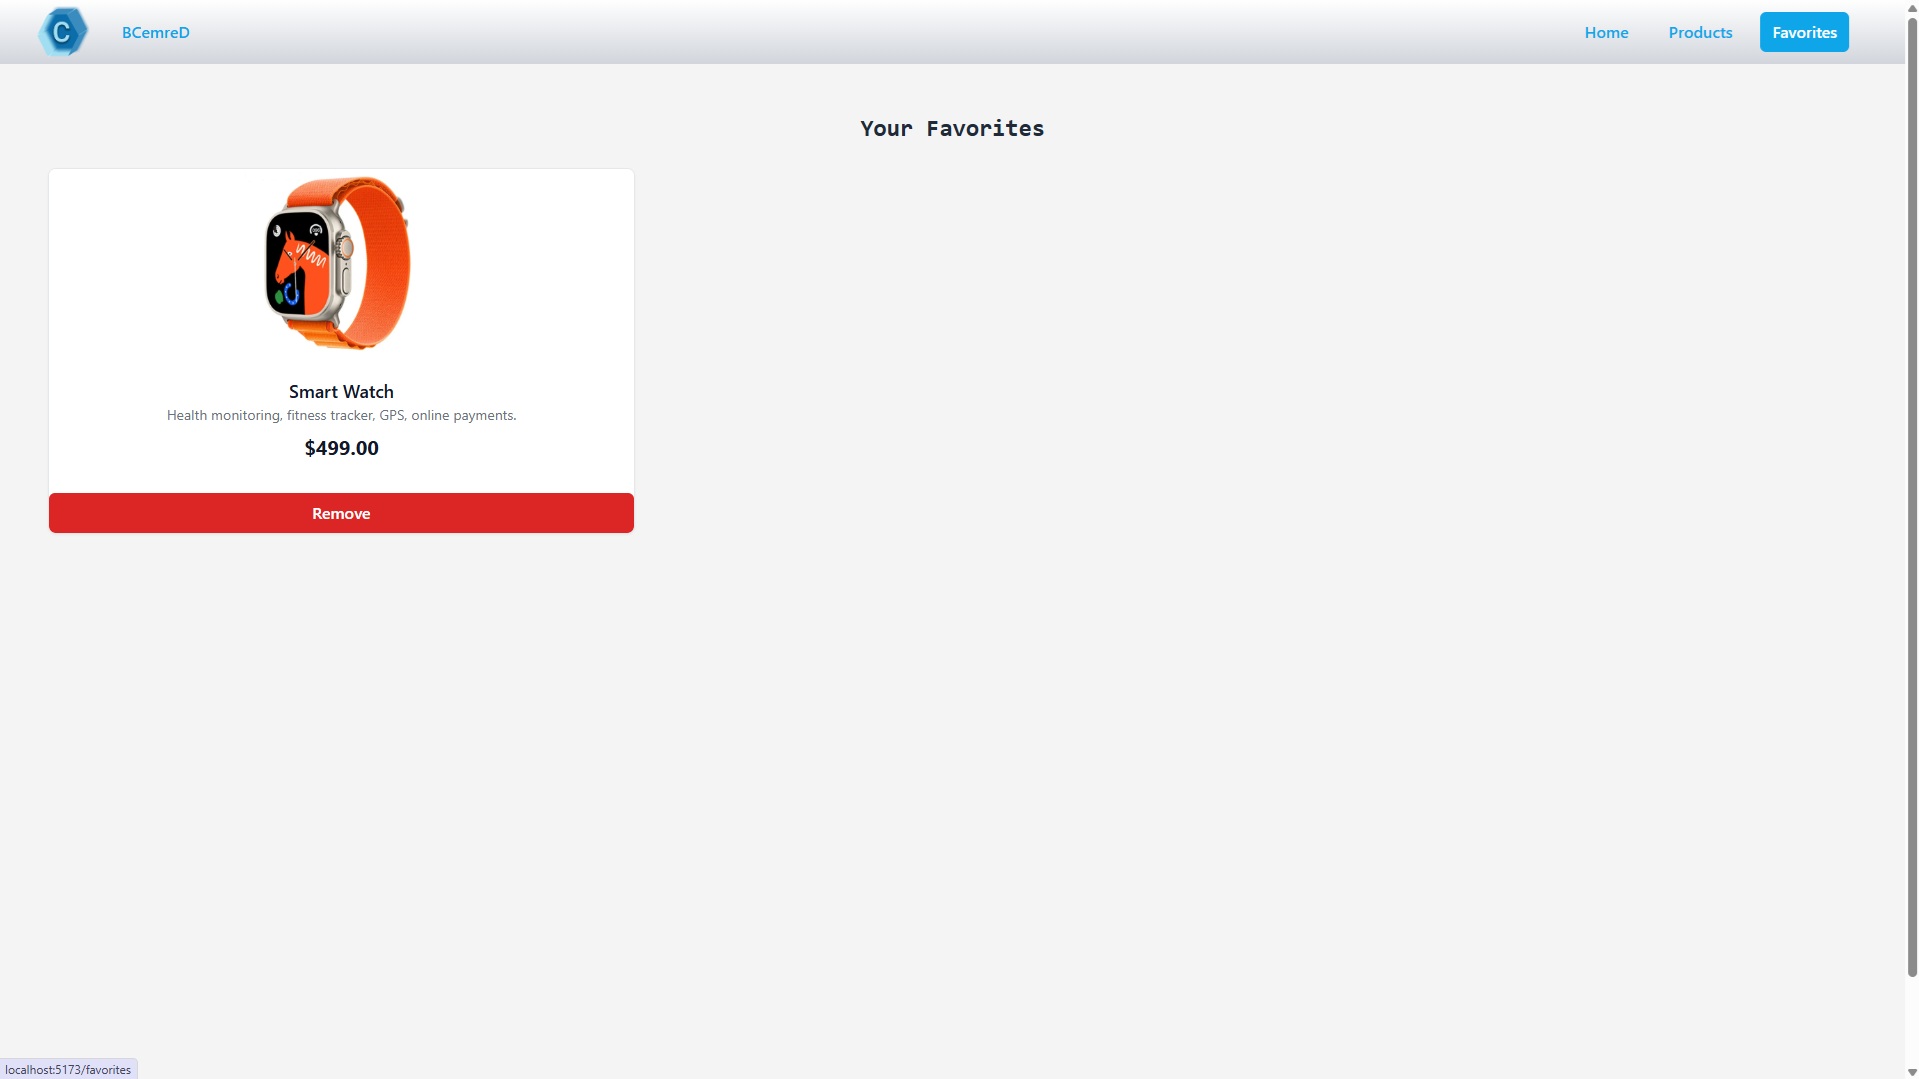 C
BCemreD
Home
Products
Favorites
Your Favorites
Smart Watch
Health monitoring, fitness tracker, GPS, online payments.
$499.00
Remove
localhost:5173/favorites